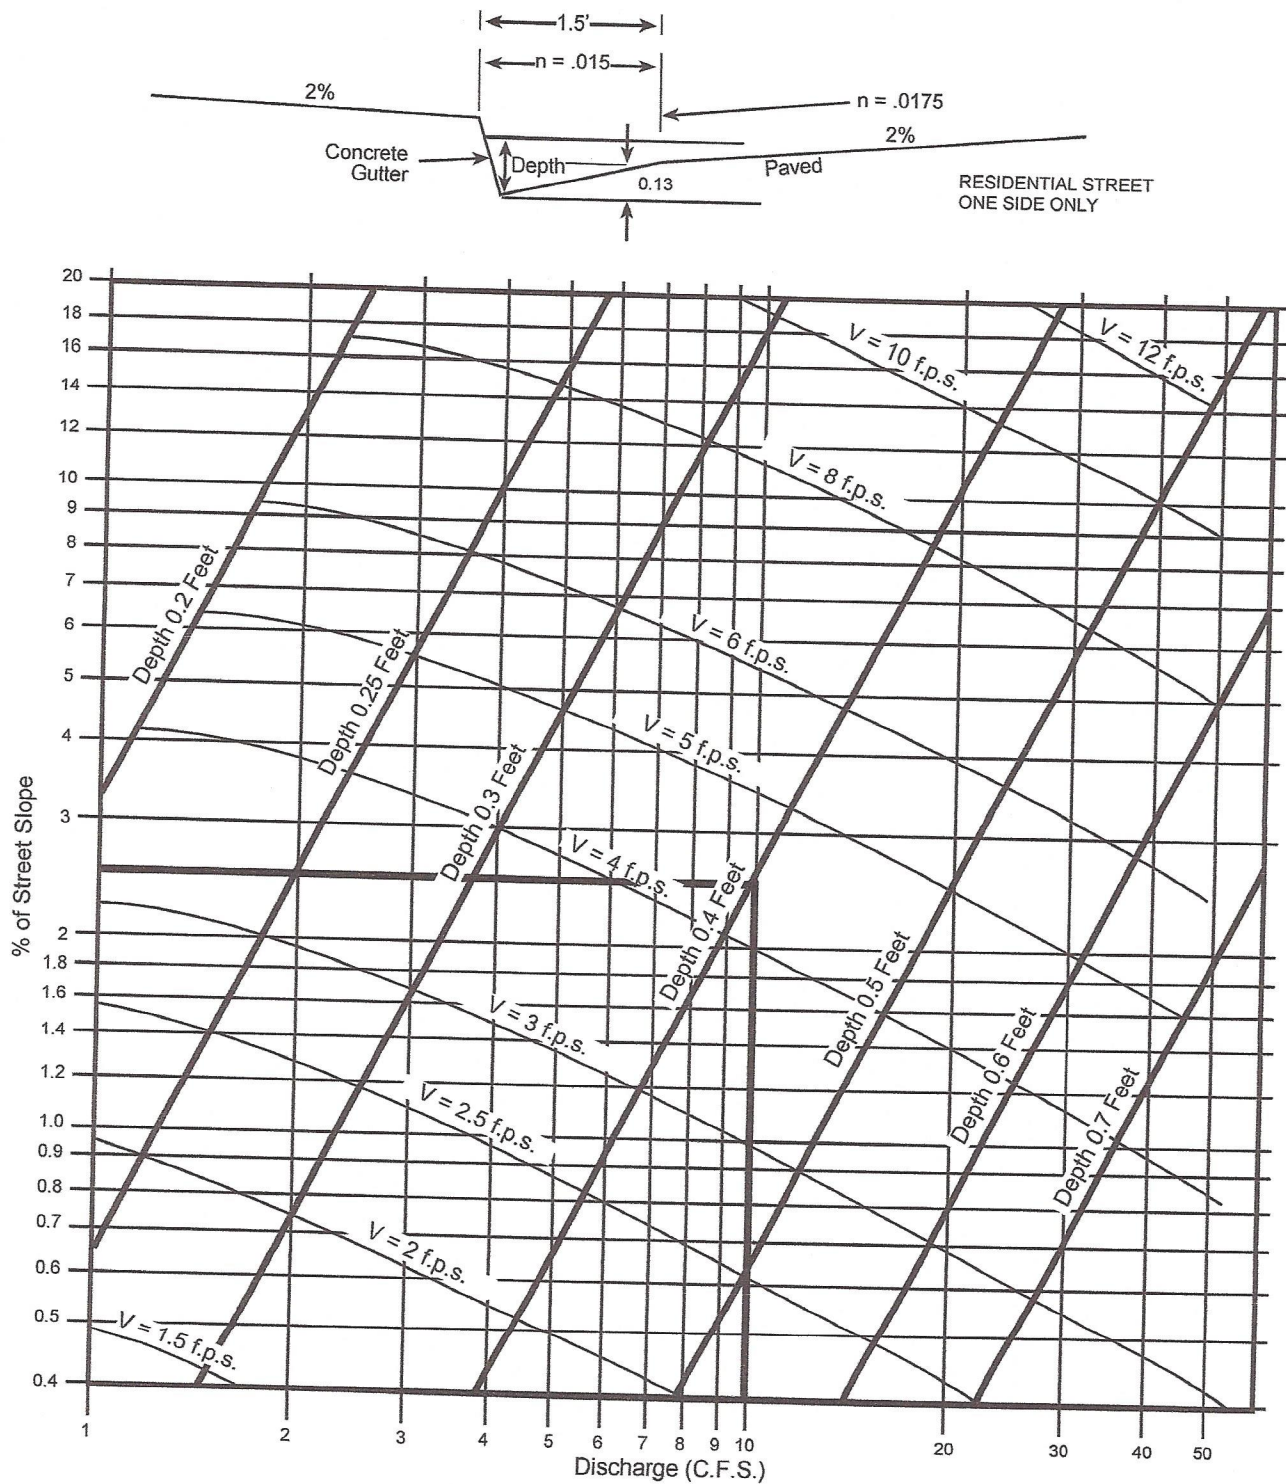 1.5'
n = .015
2%
n = .0175
2%
Concrete
Gutter
Depth
0.13
Paved
RESIDENTIAL STREET
ONE SIDE ONLY
20
18
16
14
12
10
9
8
7
6
5
4
3
2
1.8
1.6
1.4
1.2
1.0
0.9
0.8
0.7
0.6
0.5
0.4
% of Street Slope
V = 10 f.p.s.
V = 12 f.p.s.
V = 8 f.p.s.
V = 6 f.p.s.
V = 5 f.p.s.
V = 4 f.p.s.
V = 3 f.p.s.
V = 2.5 f.p.s.
V = 2 f.p.s.
V = 1.5 f.p.s.
Depth 0.2 Feet
Depth 0.25 Feet
Depth 0.3 Feet
Depth 0.4 Feet
Depth 0.5 Feet
Depth 0.6 Feet
Depth 0.7 Feet
1 2 3 4 5 6 7 8 9 10 20 30 40 50
Discharge (C.F.S.)